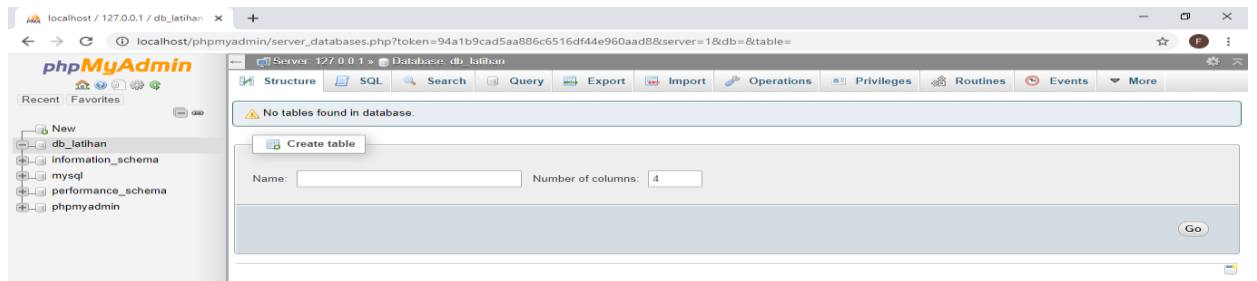 localhost / 127.0.0.1 / db_latihan
localhost/phpmyadmin/server_databases.php?token=94a1b9cad5aa886c6516df44e960aad8&server=1&db=&table=
F
phpMyAdmin
Recent Favorites
New
db_latihan
information_schema
mysql
performance_schema
phpmyadmin
Server: 127.0.0.1 » Database: db_latihan
Structure SQL Search Query Export Import Operations Privileges Routines Events More
No tables found in database.
Create table
Name: Number of columns: 4
Go